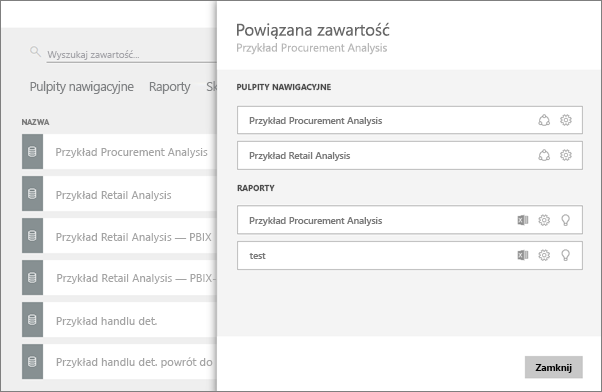 Wyszukaj zawartość...
Pulpity nawigacyjne Raporty
NAZWA
Przykład Procurement Analysis
Przykład Retail Analysis
Przykład Retail Analysis — PBIX
Przykład Retail Analysis — PBIX-
Przykład handlu det.
Przykład handlu det. powrót do
Powiązana zawartość
Przykład Procurement Analysis
PULPITY NAWIGACYJNE
Przykład Procurement Analysis
Przykład Retail Analysis
RAPORTY
Przykład Procurement Analysis
test
Zamknij